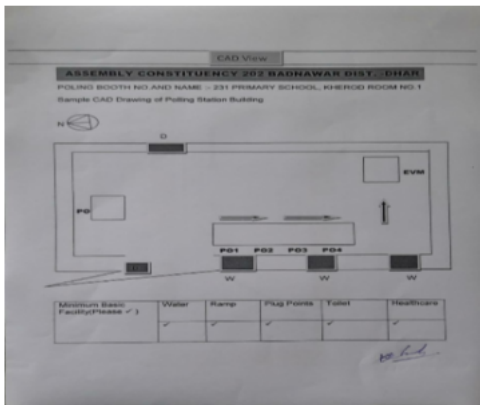 CAD View
ASSEMBLY CONSTITUENCY 202 BADNAWAR DIST.-DHAR
POLING BOOTH NO.AND NAME :- 231 PRIMARY SCHOOL, KHEROD ROOM NO.1
Sample CAD Drawing of Polling Station Building
N
D
EVM
PO
PO1 PO2 PO3 PO4
W W W
Minimum Basic Facility(Please ✓) Water Ramp Plug Points Toilet Healthcare
✓ ✓ ✓ ✓ ✓